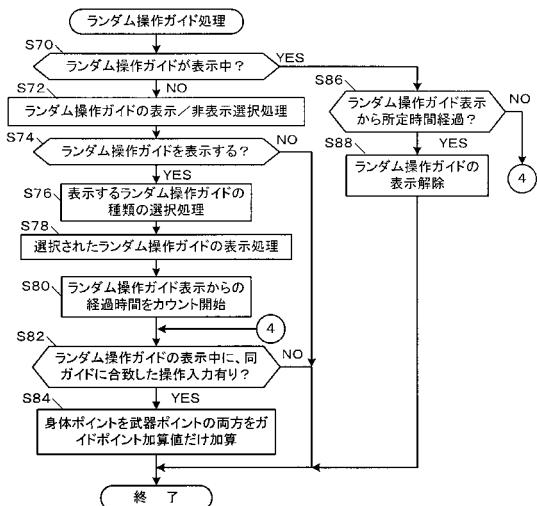 ランダム操作ガイド処理
S70
ランダム操作ガイドが表示中？
YES
NO
S72
ランダム操作ガイドの表示／非表示選択処理
S74
ランダム操作ガイドを表示する？
NO
YES
S76
表示するランダム操作ガイドの
種類の選択処理
S78
選択されたランダム操作ガイドの表示処理
S80
ランダム操作ガイド表示からの
経過時間をカウント開始
4
S82
ランダム操作ガイドの表示中に、同
ガイドに合致した操作入力有り？
NO
YES
S84
身体ポイントを武器ポイントの両方をガ
イドポイント加算値だけ加算
終 了
S86
ランダム操作ガイド表示
から所定時間経過？
NO
YES
4
S88
ランダム操作ガイドの
表示解除